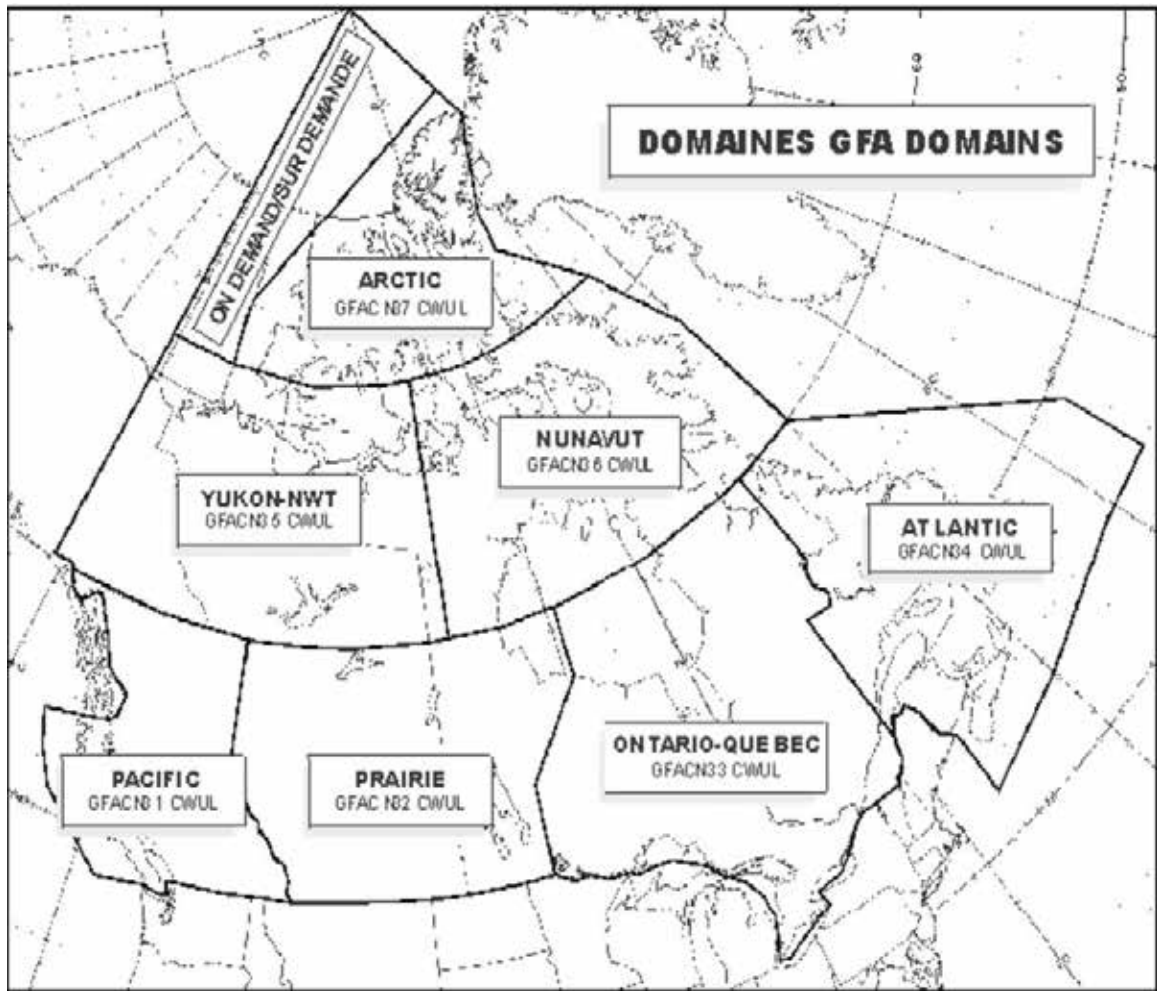 DOMAINES GFA DOMAINS
ON DEMAND/SUR DEMANDE
ARCTIC
GFACN37 CWUL
NUNAVUT
GFACN36 CWUL
YUKON-NWT
GFACN35 CWUL
ATLANTIC
GFACN34 CWUL
ONTARIO-QUEBEC
GFACN33 CWUL
PACIFIC
GFACN31 CWUL
PRAIRIE
GFACN32 CWUL